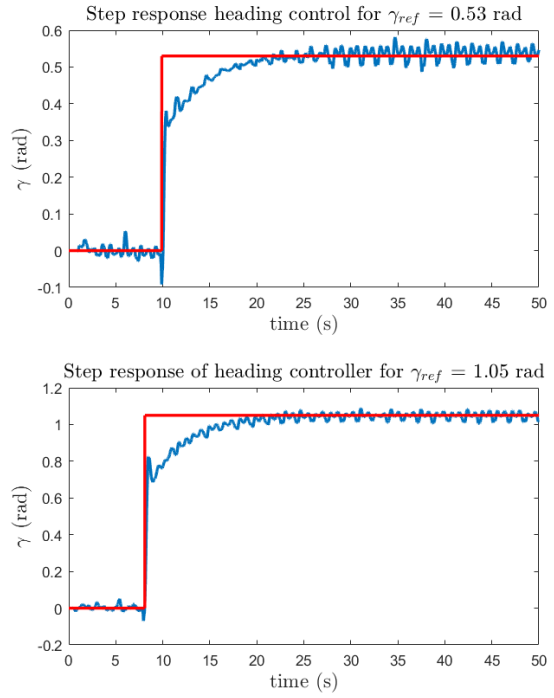 Step response heading control for γref = 0.53 rad
0.6
0.5
0.4
0.3
0.2
0.1
0
-0.1
γ (rad)
0 5 10 15 20 25 30 35 40 45 50
time (s)
Step response of heading controller for γref = 1.05 rad
1.2
1
0.8
0.6
0.4
0.2
0
-0.2
γ (rad)
0 5 10 15 20 25 30 35 40 45 50
time (s)